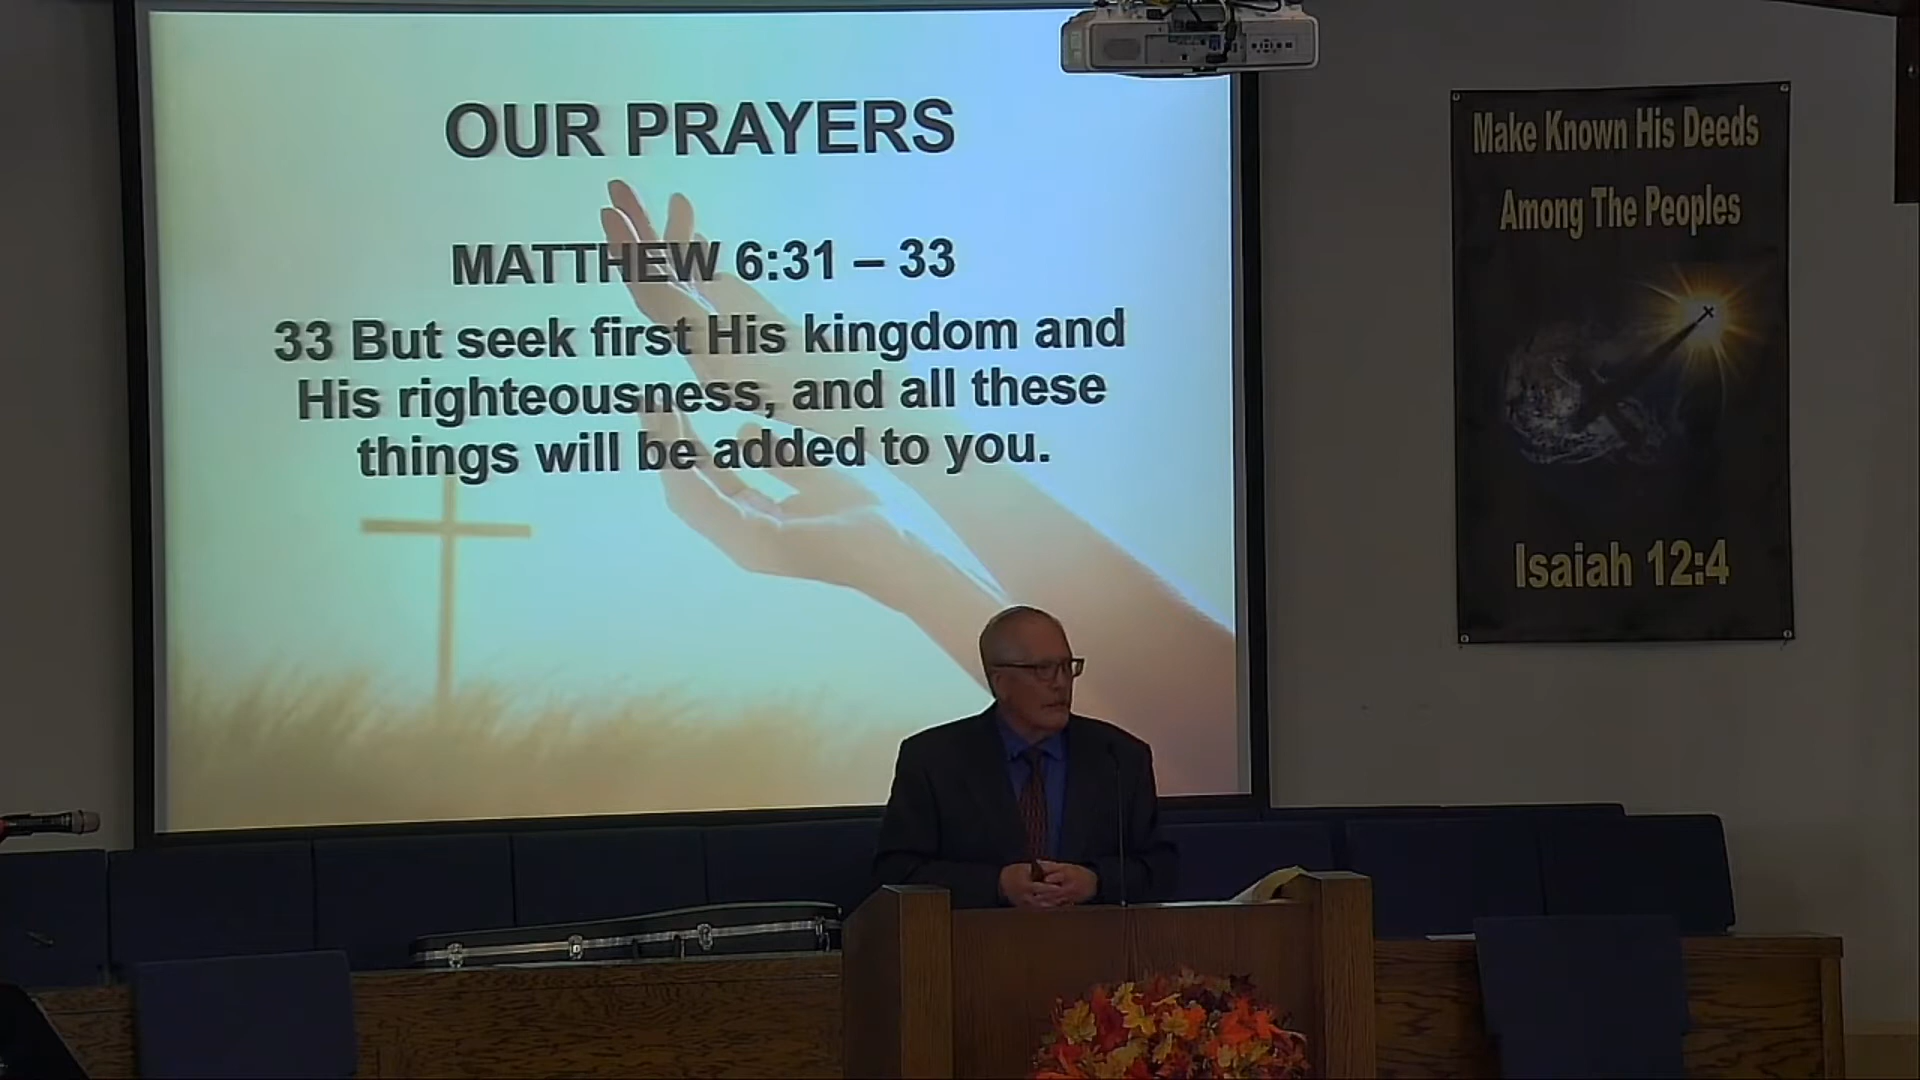 OUR PRAYERS
MATTHEW 6:31 – 33
33 But seek first His kingdom and
His righteousness, and all these
things will be added to you.
Make Known His Deeds
Among The Peoples
Isaiah 12:4